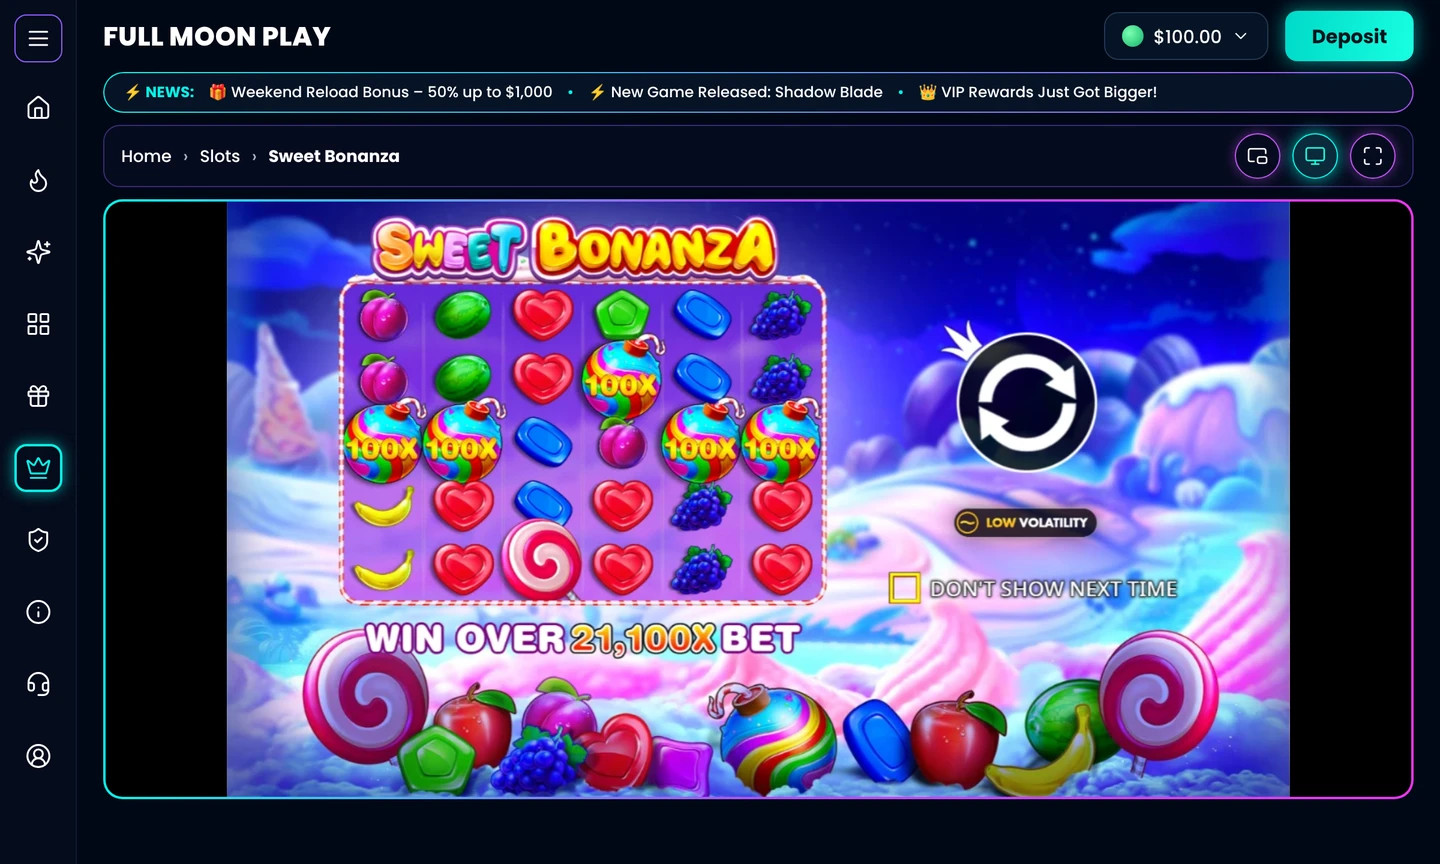 FULL MOON PLAY
$100.00
Deposit
⚡ NEWS: 🎁 Weekend Reload Bonus – 50% up to $1,000 • ⚡ New Game Released: Shadow Blade • 👑 VIP Rewards Just Got Bigger!
Home › Slots › Sweet Bonanza
SWEET BONANZA
100X
100X 100X 100X 100X
LOW VOLATILITY
DON'T SHOW NEXT TIME
WIN OVER 21,100X BET